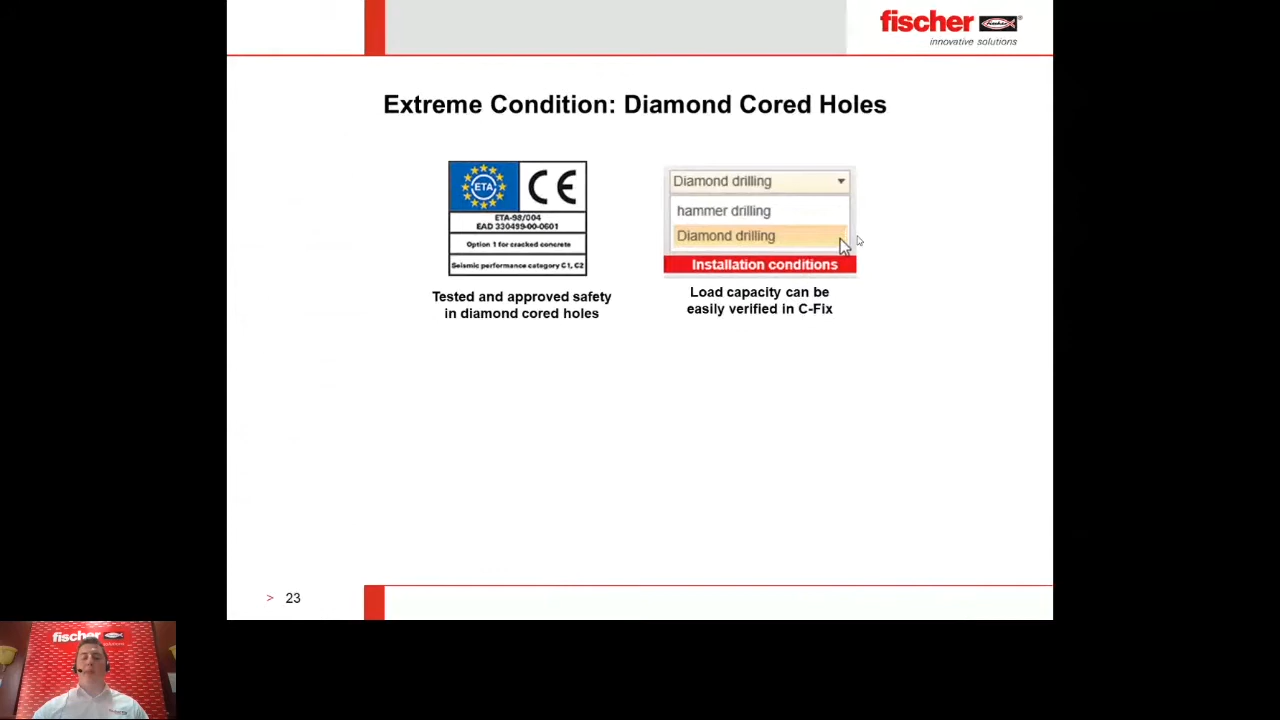 fischer
innovative solutions
Extreme Condition: Diamond Cored Holes
ETA
CE
ETA-98/004
EAD 330499-00-0601
Option 1 for cracked concrete
Seismic performance category C1, C2
Tested and approved safety
in diamond cored holes
Diamond drilling
hammer drilling
Diamond drilling
Installation conditions
Load capacity can be
easily verified in C-Fix
> 23
fischer